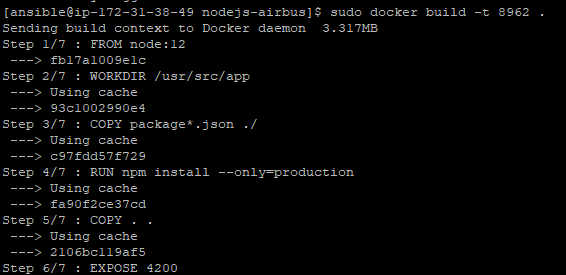 [ansible@ip-172-31-38-49 nodejs-airbus]$ sudo docker build -t 8962 .
Sending build context to Docker daemon  3.317MB
Step 1/7 : FROM node:12
 ---> fb17a1009e1c
Step 2/7 : WORKDIR /usr/src/app
 ---> Using cache
 ---> 93c1002990e4
Step 3/7 : COPY package*.json ./
 ---> Using cache
 ---> c97fdd57f729
Step 4/7 : RUN npm install --only=production
 ---> Using cache
 ---> fa90f2ce37cd
Step 5/7 : COPY . .
 ---> Using cache
 ---> 2106bc119af5
Step 6/7 : EXPOSE 4200